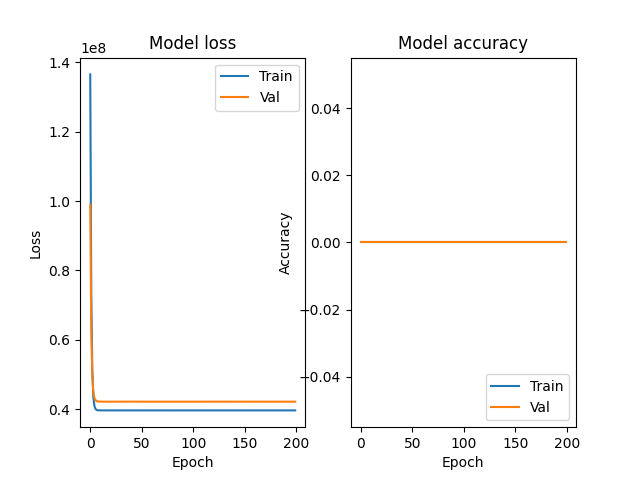 Model loss
1e8
1.4
1.2
1.0
0.8
0.6
0.4
Loss
0
50
100
150
200
Epoch
Train
Val
Model accuracy
0.04
0.02
0.00
−0.02
−0.04
Accuracy
0
50
100
150
200
Epoch
Train
Val